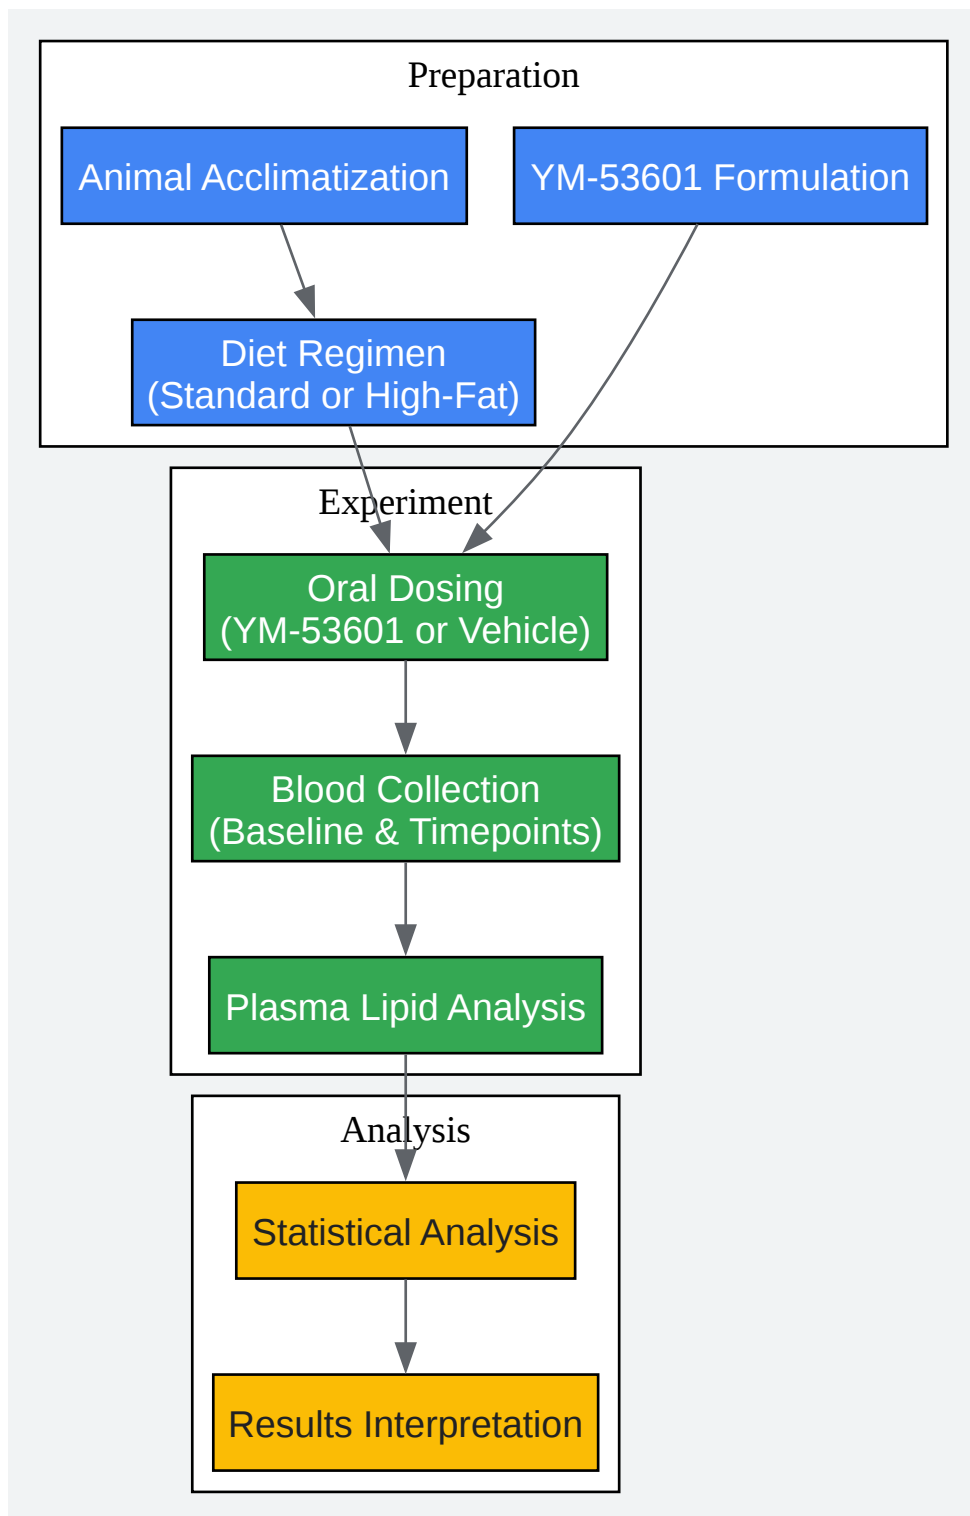 Preparation
Animal Acclimatization
YM-53601 Formulation
Diet Regimen
(Standard or High-Fat)
Experiment
Oral Dosing
(YM-53601 or Vehicle)
Blood Collection
(Baseline & Timepoints)
Plasma Lipid Analysis
Analysis
Statistical Analysis
Results Interpretation